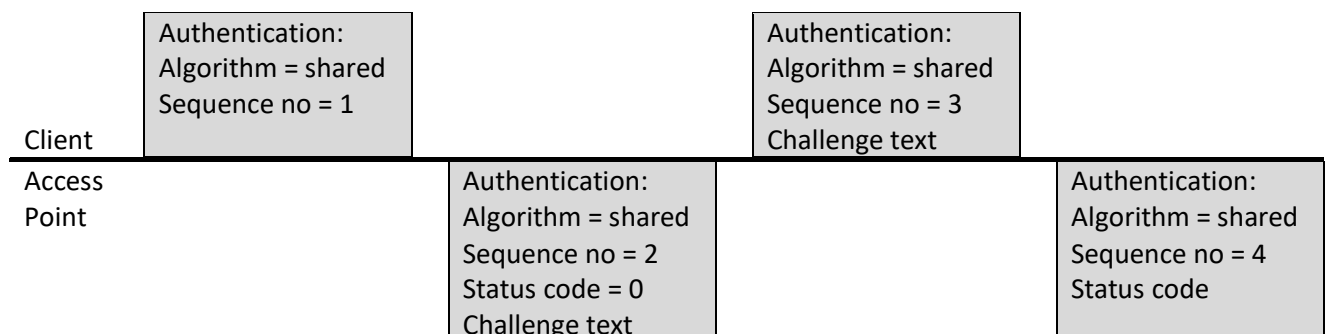 Authentication:
Algorithm = shared
Sequence no = 1
Authentication:
Algorithm = shared
Sequence no = 3
Challenge text
Client
Access
Point
Authentication:
Algorithm = shared
Sequence no = 2
Status code = 0
Challenge text
Authentication:
Algorithm = shared
Sequence no = 4
Status code